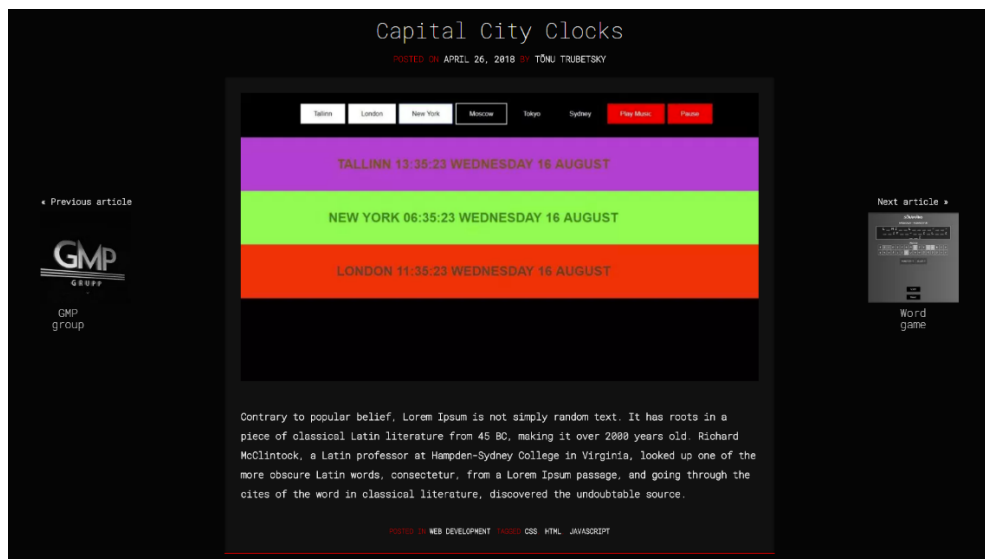 Capital City Clocks
POSTED ON APRIL 26, 2018 BY TÕNU TRUBETSKY
Tallinn London New York Moscow Tokyo Sydney Play Music Pause
TALLINN 13:35:23 WEDNESDAY 16 AUGUST
NEW YORK 06:35:23 WEDNESDAY 16 AUGUST
LONDON 11:35:23 WEDNESDAY 16 AUGUST
« Previous article
GMP
GRUPP
GMP
group
Next article »
Word
game
Contrary to popular belief, Lorem Ipsum is not simply random text. It has roots in a
piece of classical Latin literature from 45 BC, making it over 2000 years old. Richard
McClintock, a Latin professor at Hampden-Sydney College in Virginia, looked up one of the
more obscure Latin words, consectetur, from a Lorem Ipsum passage, and going through the
cites of the word in classical literature, discovered the undoubtable source.
POSTED IN WEB DEVELOPMENT TAGGED CSS HTML JAVASCRIPT